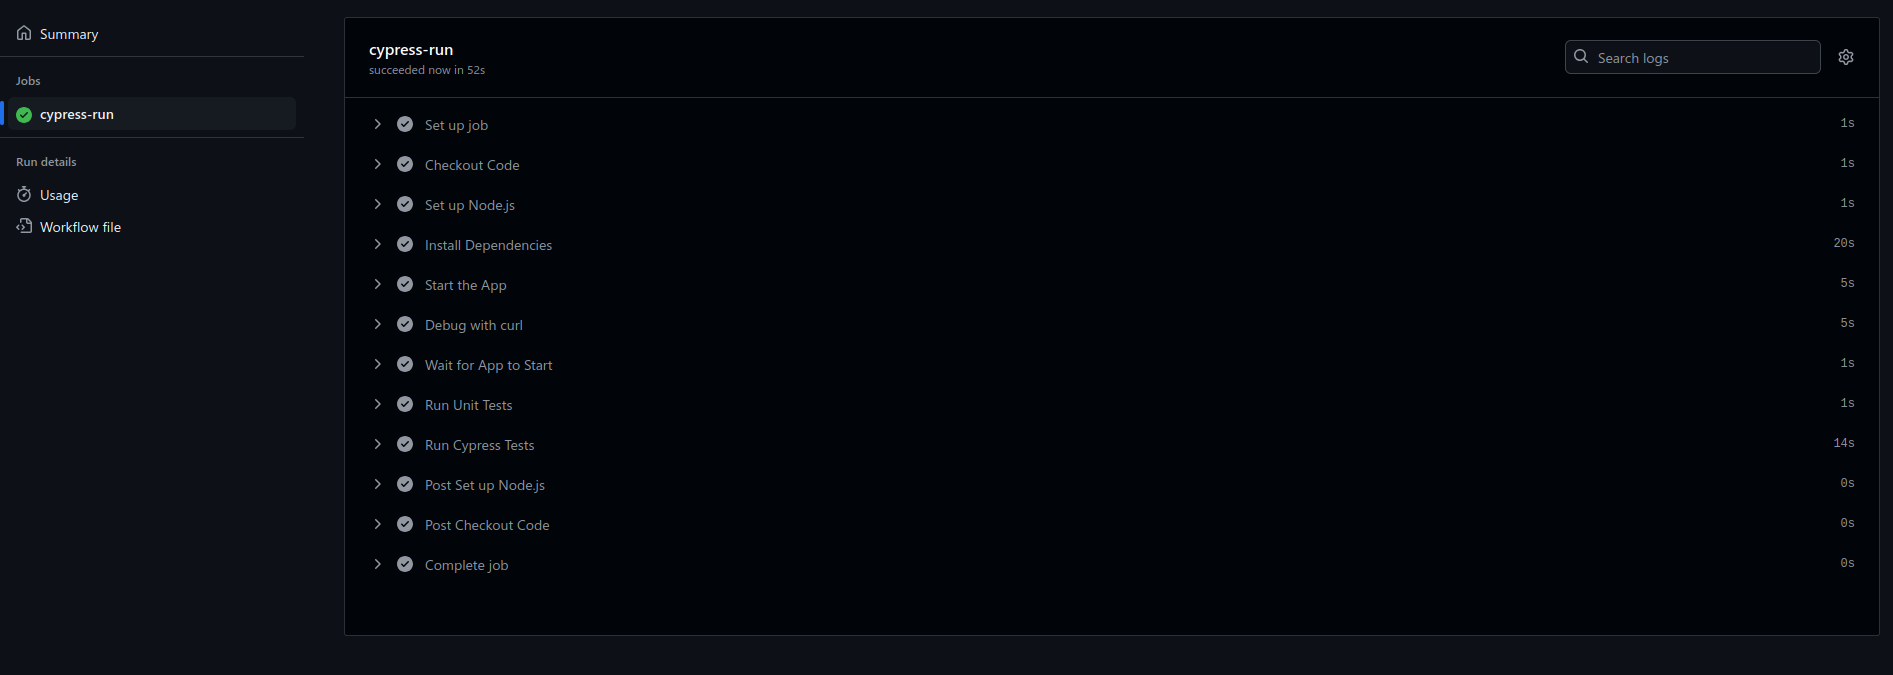 Summary
Jobs
cypress-run
Run details
Usage
Workflow file
cypress-run
succeeded now in 52s
Search logs
Set up job 1s
Checkout Code 1s
Set up Node.js 1s
Install Dependencies 20s
Start the App 5s
Debug with curl 5s
Wait for App to Start 1s
Run Unit Tests 1s
Run Cypress Tests 14s
Post Set up Node.js 0s
Post Checkout Code 0s
Complete job 0s